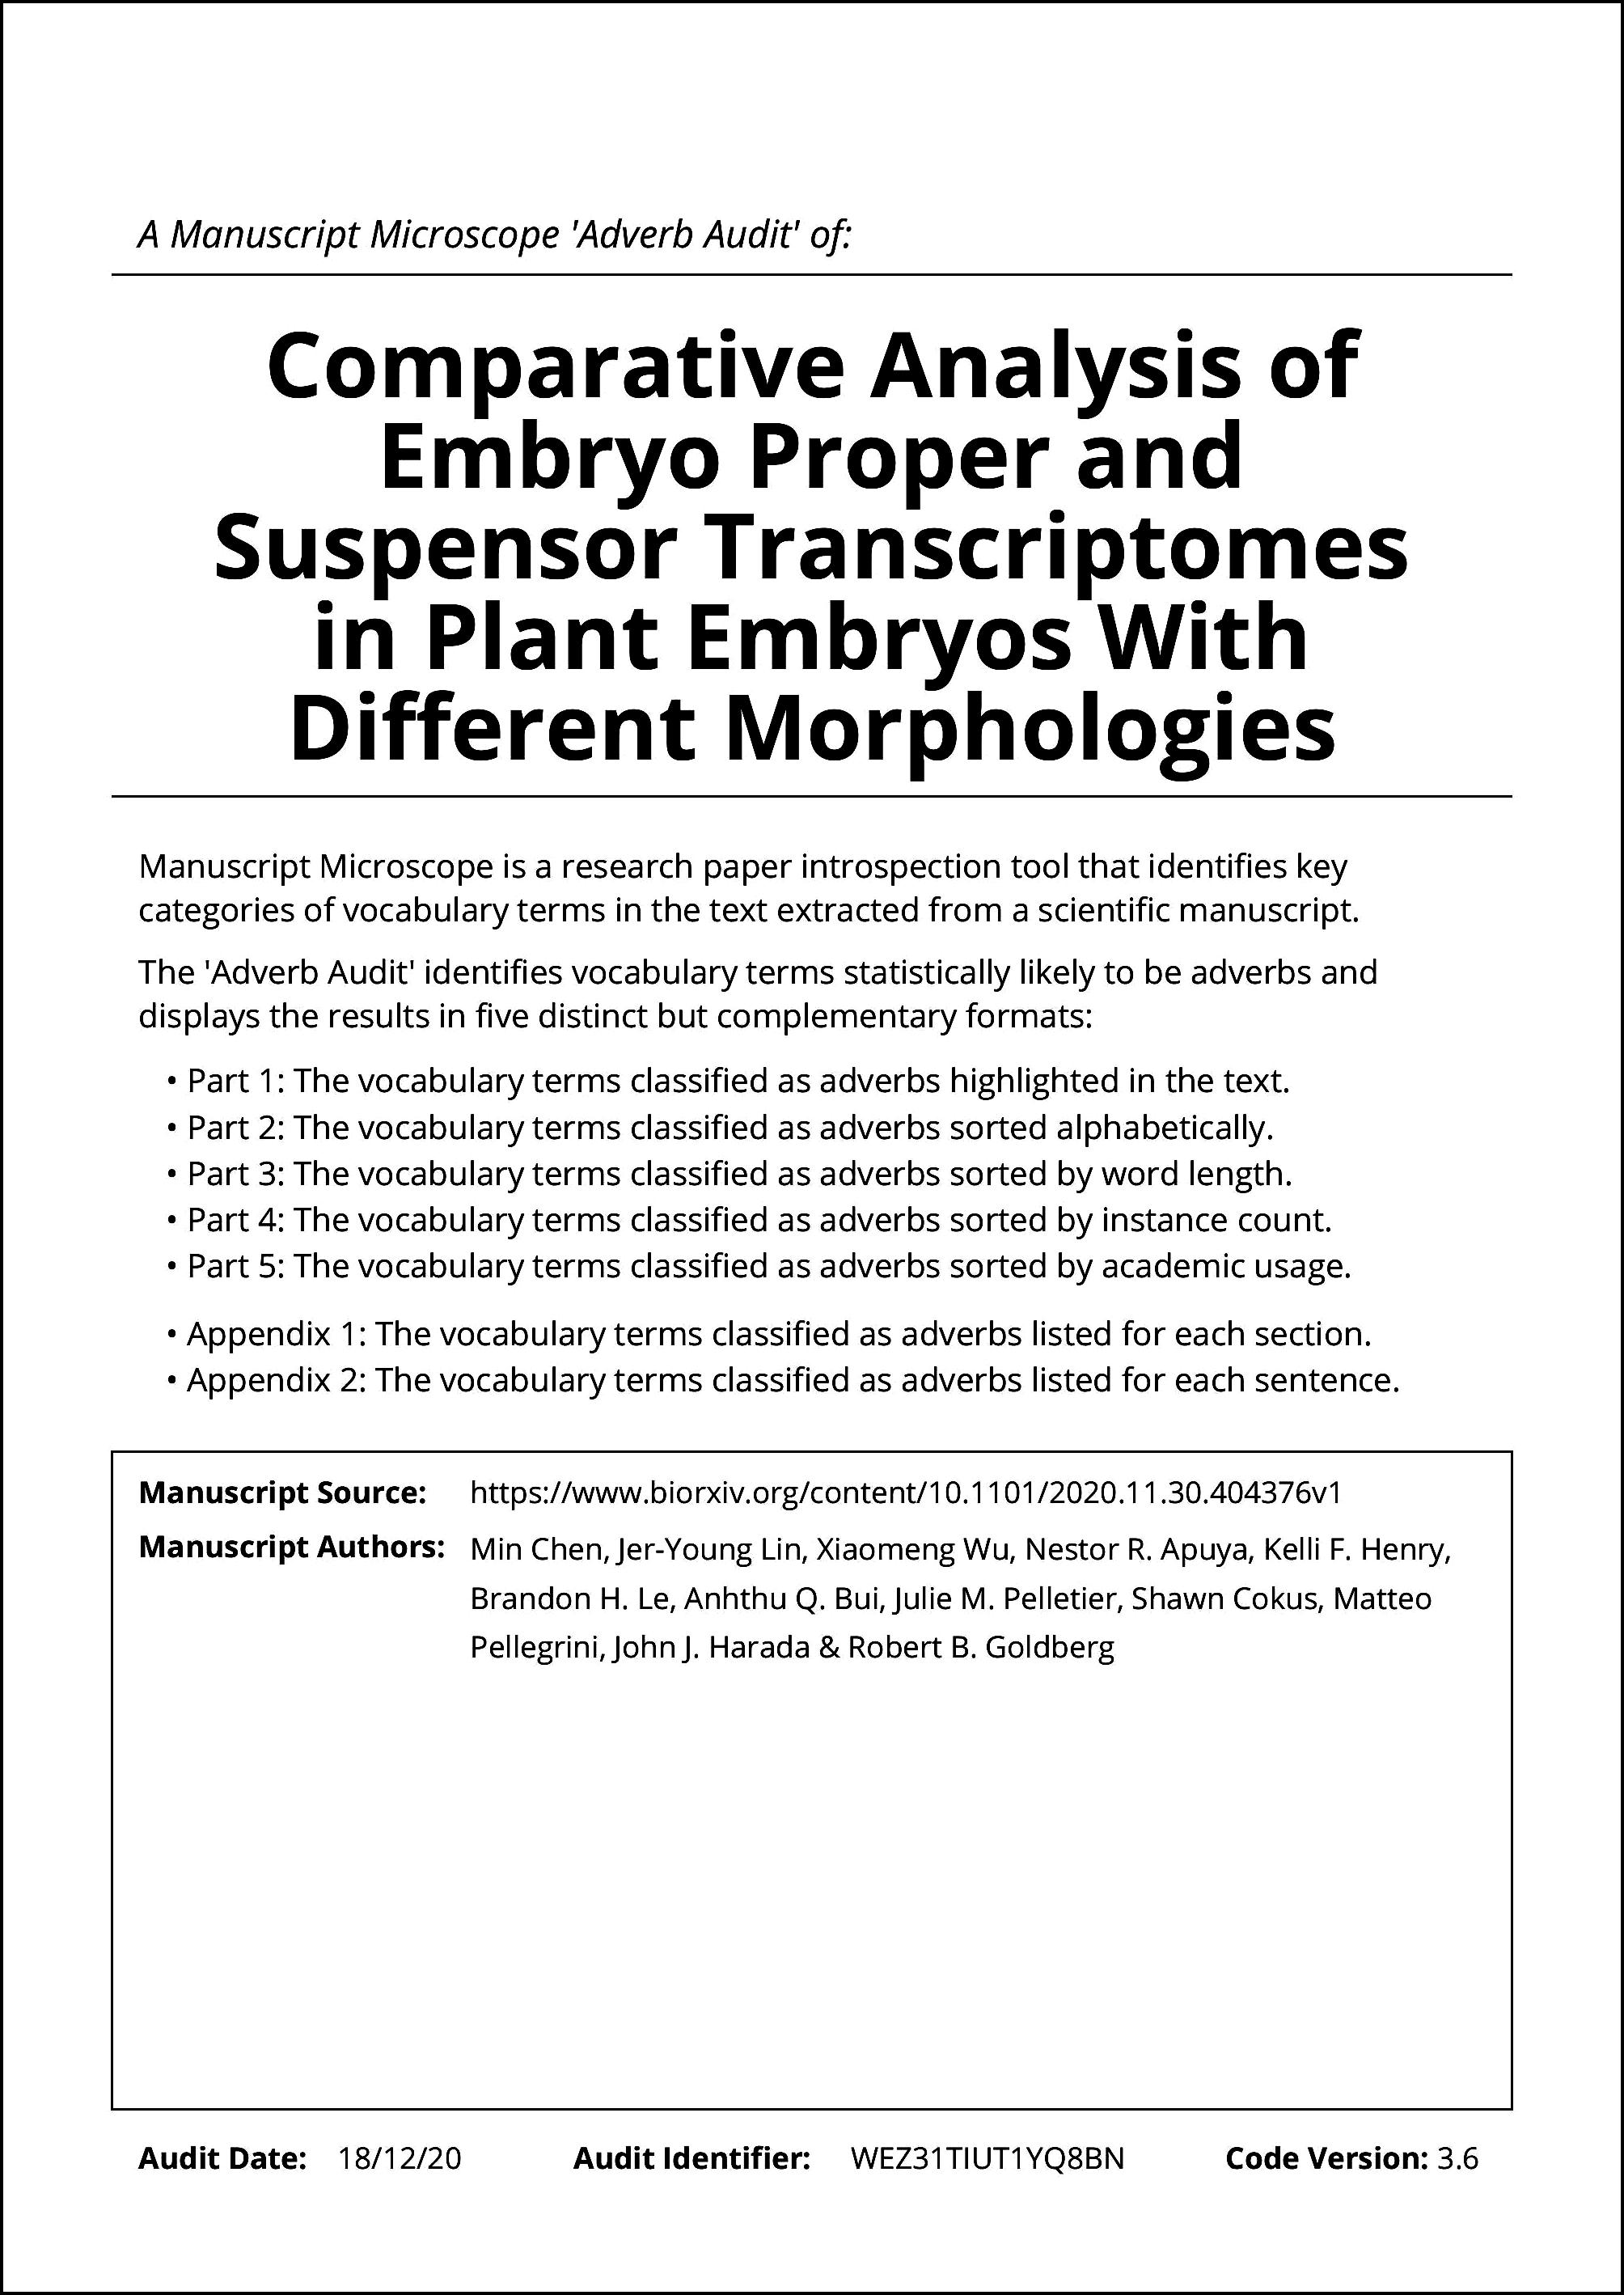 A Manuscript Microscope 'Adverb Audit' of:
Comparative Analysis of
Embryo Proper and
Suspensor Transcriptomes
in Plant Embryos With
Different Morphologies
Manuscript Microscope is a research paper introspection tool that identifies key
categories of vocabulary terms in the text extracted from a scientific manuscript.
The 'Adverb Audit' identifies vocabulary terms statistically likely to be adverbs and
displays the results in five distinct but complementary formats:
• Part 1: The vocabulary terms classified as adverbs highlighted in the text.
• Part 2: The vocabulary terms classified as adverbs sorted alphabetically.
• Part 3: The vocabulary terms classified as adverbs sorted by word length.
• Part 4: The vocabulary terms classified as adverbs sorted by instance count.
• Part 5: The vocabulary terms classified as adverbs sorted by academic usage.
• Appendix 1: The vocabulary terms classified as adverbs listed for each section.
• Appendix 2: The vocabulary terms classified as adverbs listed for each sentence.
Manuscript Source: https://www.biorxiv.org/content/10.1101/2020.11.30.404376v1
Manuscript Authors: Min Chen, Jer-Young Lin, Xiaomeng Wu, Nestor R. Apuya, Kelli F. Henry,
Brandon H. Le, Anhthu Q. Bui, Julie M. Pelletier, Shawn Cokus, Matteo
Pellegrini, John J. Harada & Robert B. Goldberg
Audit Date: 18/12/20 Audit Identifier: WEZ31TIUT1YQ8BN Code Version: 3.6